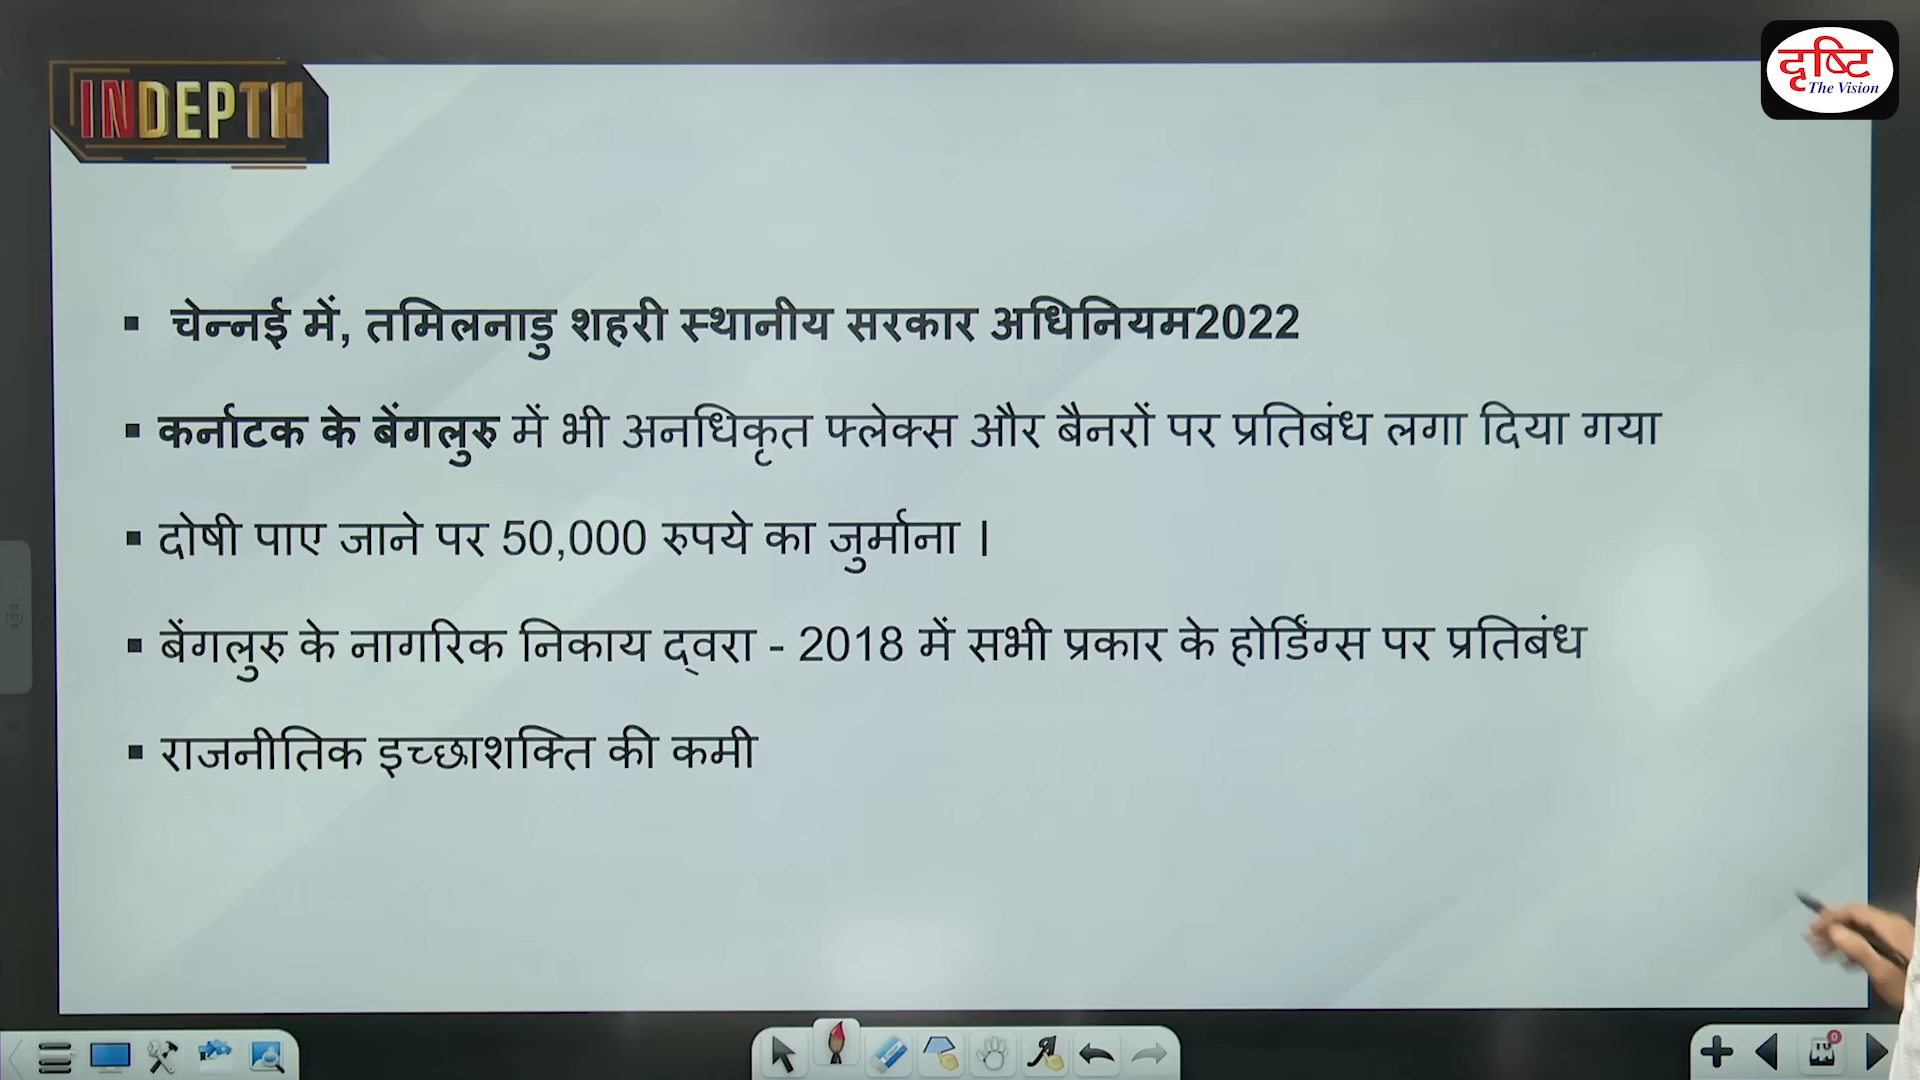 INDEPTH
दृष्टि
The Vision
▪ चेन्नई में, तमिलनाडु शहरी स्थानीय सरकार अधिनियम2022
▪ कर्नाटक के बेंगलुरु में भी अनधिकृत फ्लेक्स और बैनरों पर प्रतिबंध लगा दिया गया
▪ दोषी पाए जाने पर 50,000 रुपये का जुर्माना ।
▪ बेंगलुरु के नागरिक निकाय द्वरा - 2018 में सभी प्रकार के होर्डिंग्स पर प्रतिबंध
▪ राजनीतिक इच्छाशक्ति की कमी